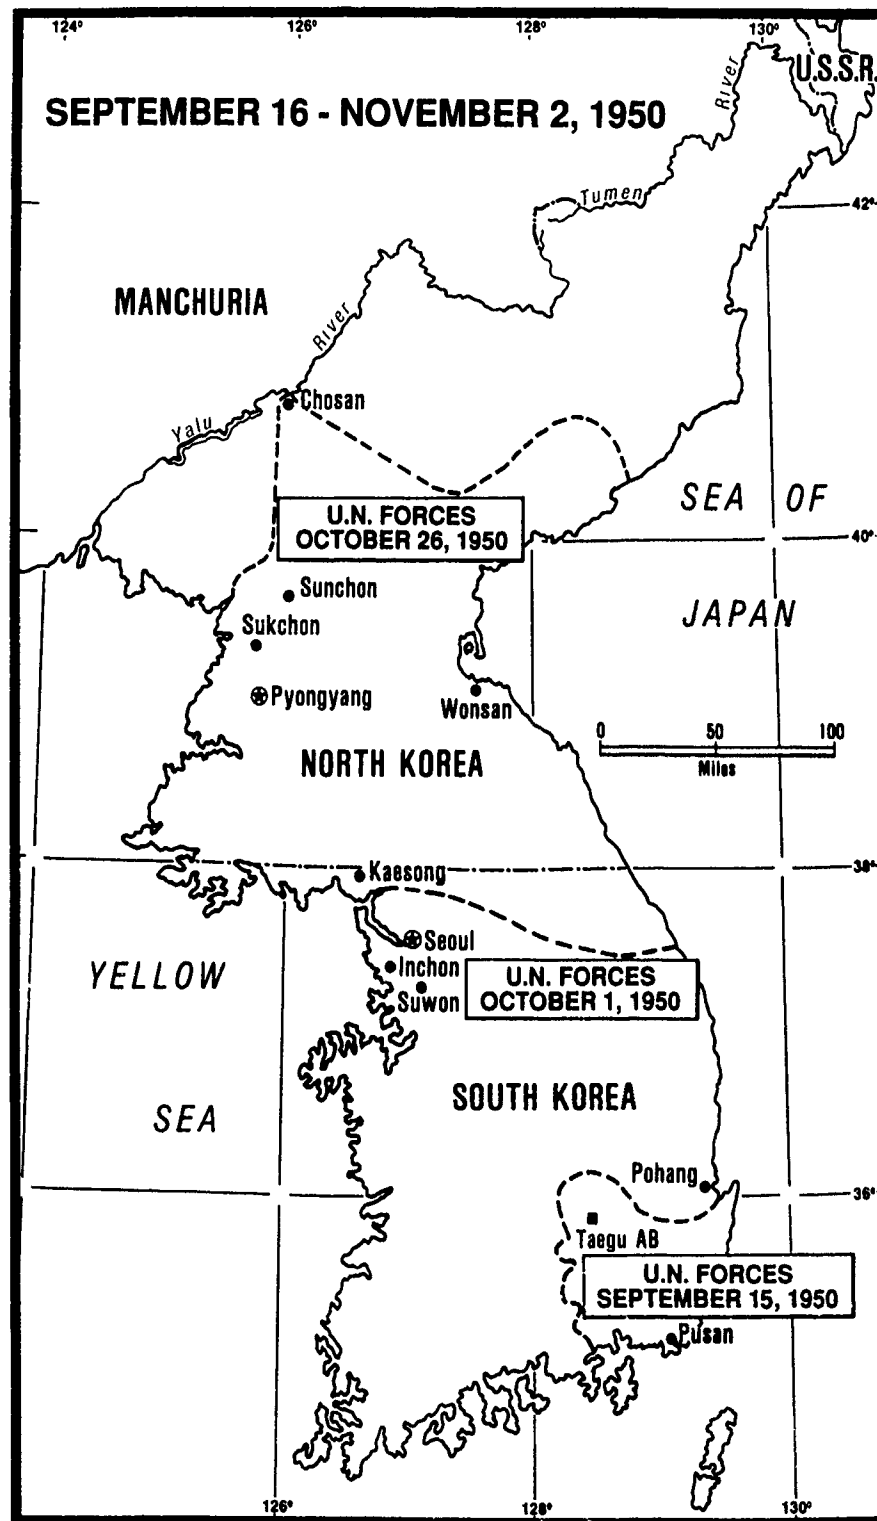 124°
126°
128°
130°
U.S.S.R.
SEPTEMBER 16 - NOVEMBER 2, 1950
River
Tumen
42°
MANCHURIA
River
Yalu
Chosan
SEA OF
U.N. FORCES
OCTOBER 26, 1950
40°
Sunchon
JAPAN
Sukchon
Pyongyang
Wonsan
0 50 100
Miles
NORTH KOREA
38°
Kaesong
Seoul
YELLOW
Inchon
U.N. FORCES
OCTOBER 1, 1950
Suwon
SOUTH KOREA
SEA
Pohang
36°
Taegu AB
U.N. FORCES
SEPTEMBER 15, 1950
Pusan
126°
128°
130°